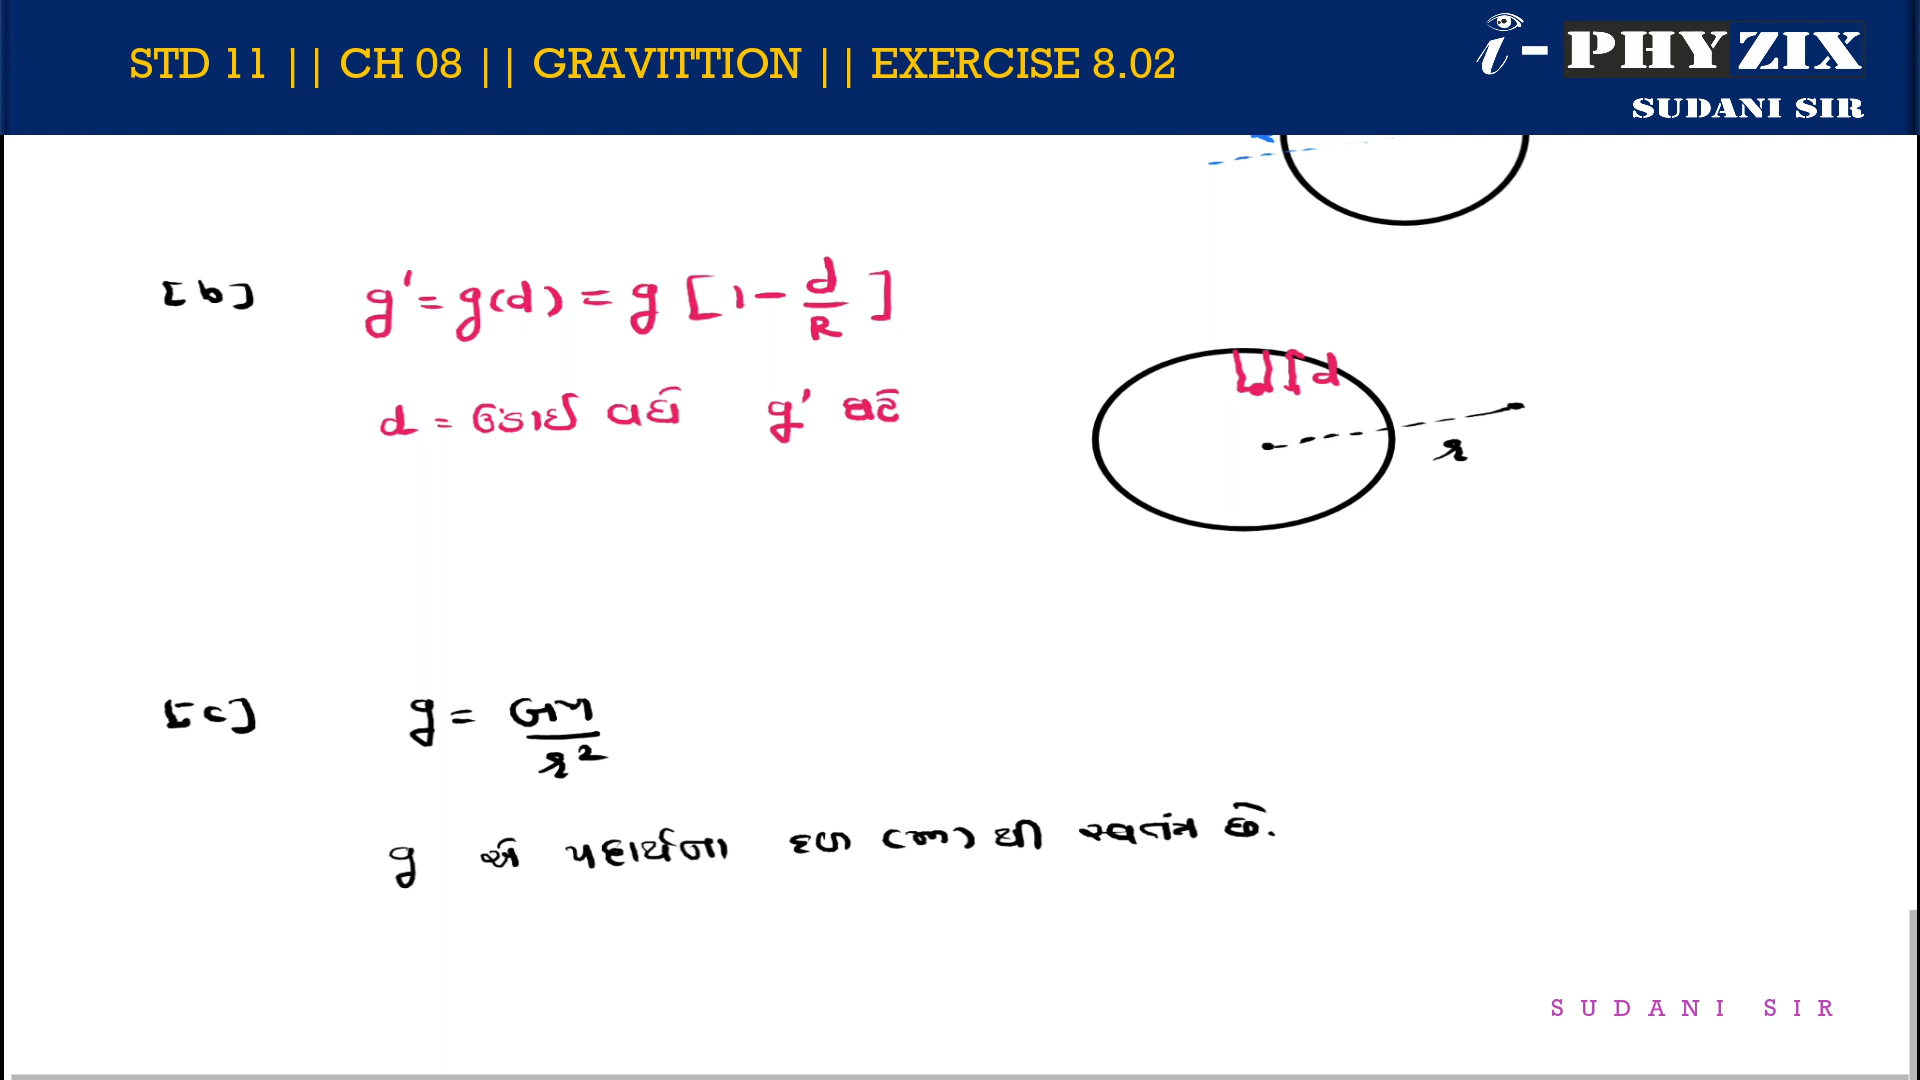 STD 11 || CH 08 || GRAVITTION || EXERCISE 8.02
i-PHYZIX
SUDANI SIR
[b] g' = g(d) = g [1 - d/R]
d
d = ઉંડાઈ વધે g' ઘટે
r
[c] g = GM/r²
g એ પદાર્થના દળ (m) થી સ્વતંત્ર છે.
SUDANI SIR